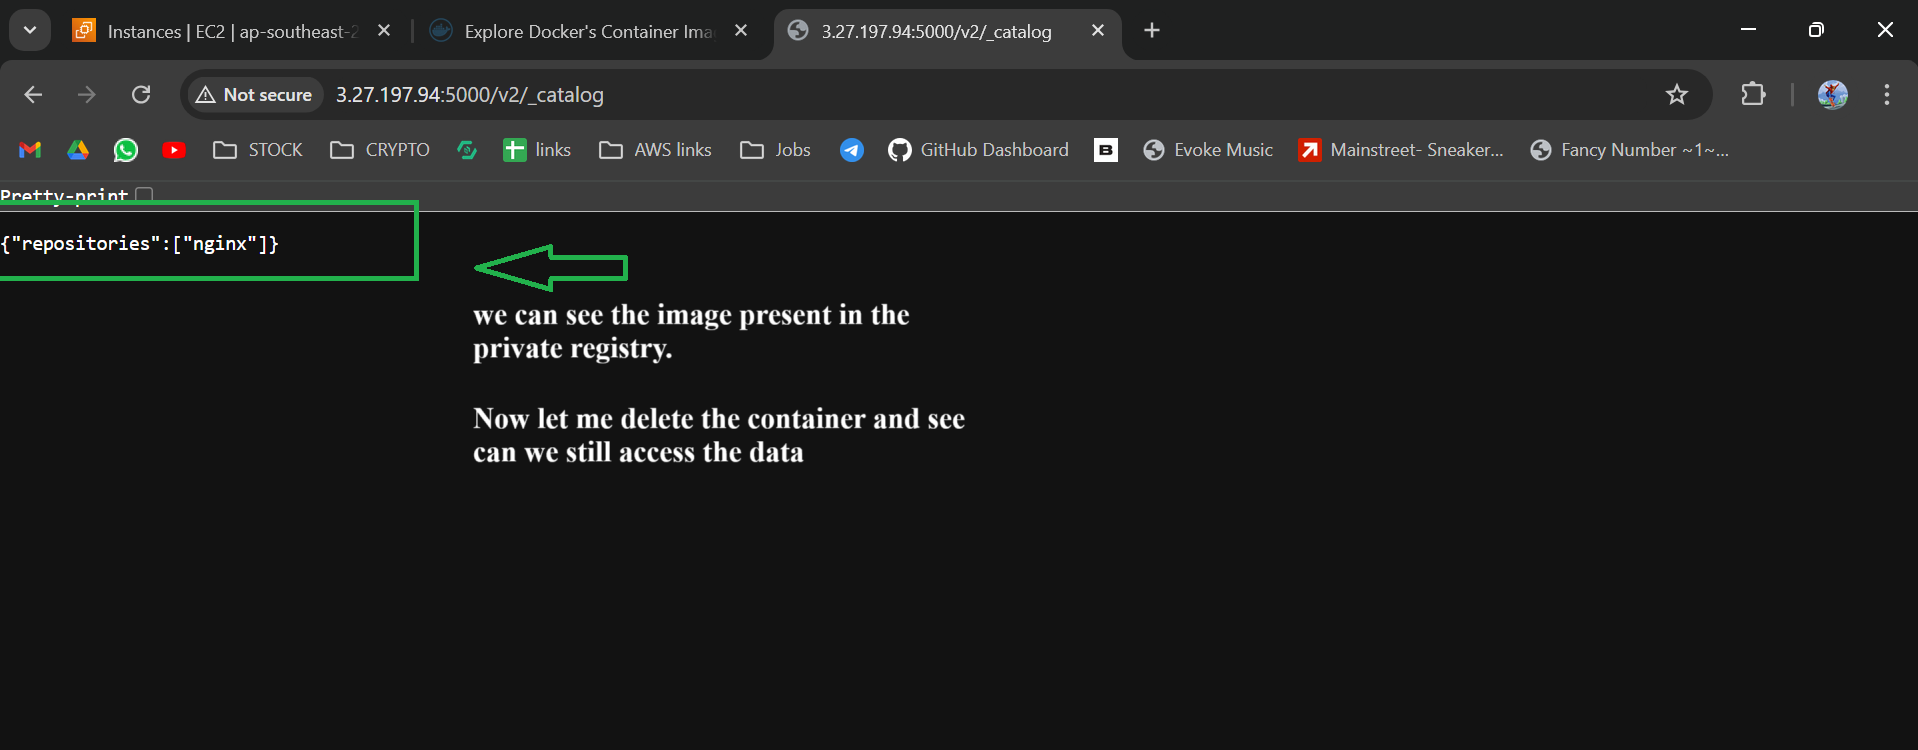 Instances | EC2 | ap-southeast-2
Explore Docker's Container Ima
3.27.197.94:5000/v2/_catalog
Not secure
3.27.197.94:5000/v2/_catalog
STOCK
CRYPTO
links
AWS links
Jobs
GitHub Dashboard
B
Evoke Music
Mainstreet- Sneaker...
Fancy Number ~1~...
Pretty-print
{"repositories":["nginx"]}
we can see the image present in the
private registry.
Now let me delete the container and see
can we still access the data